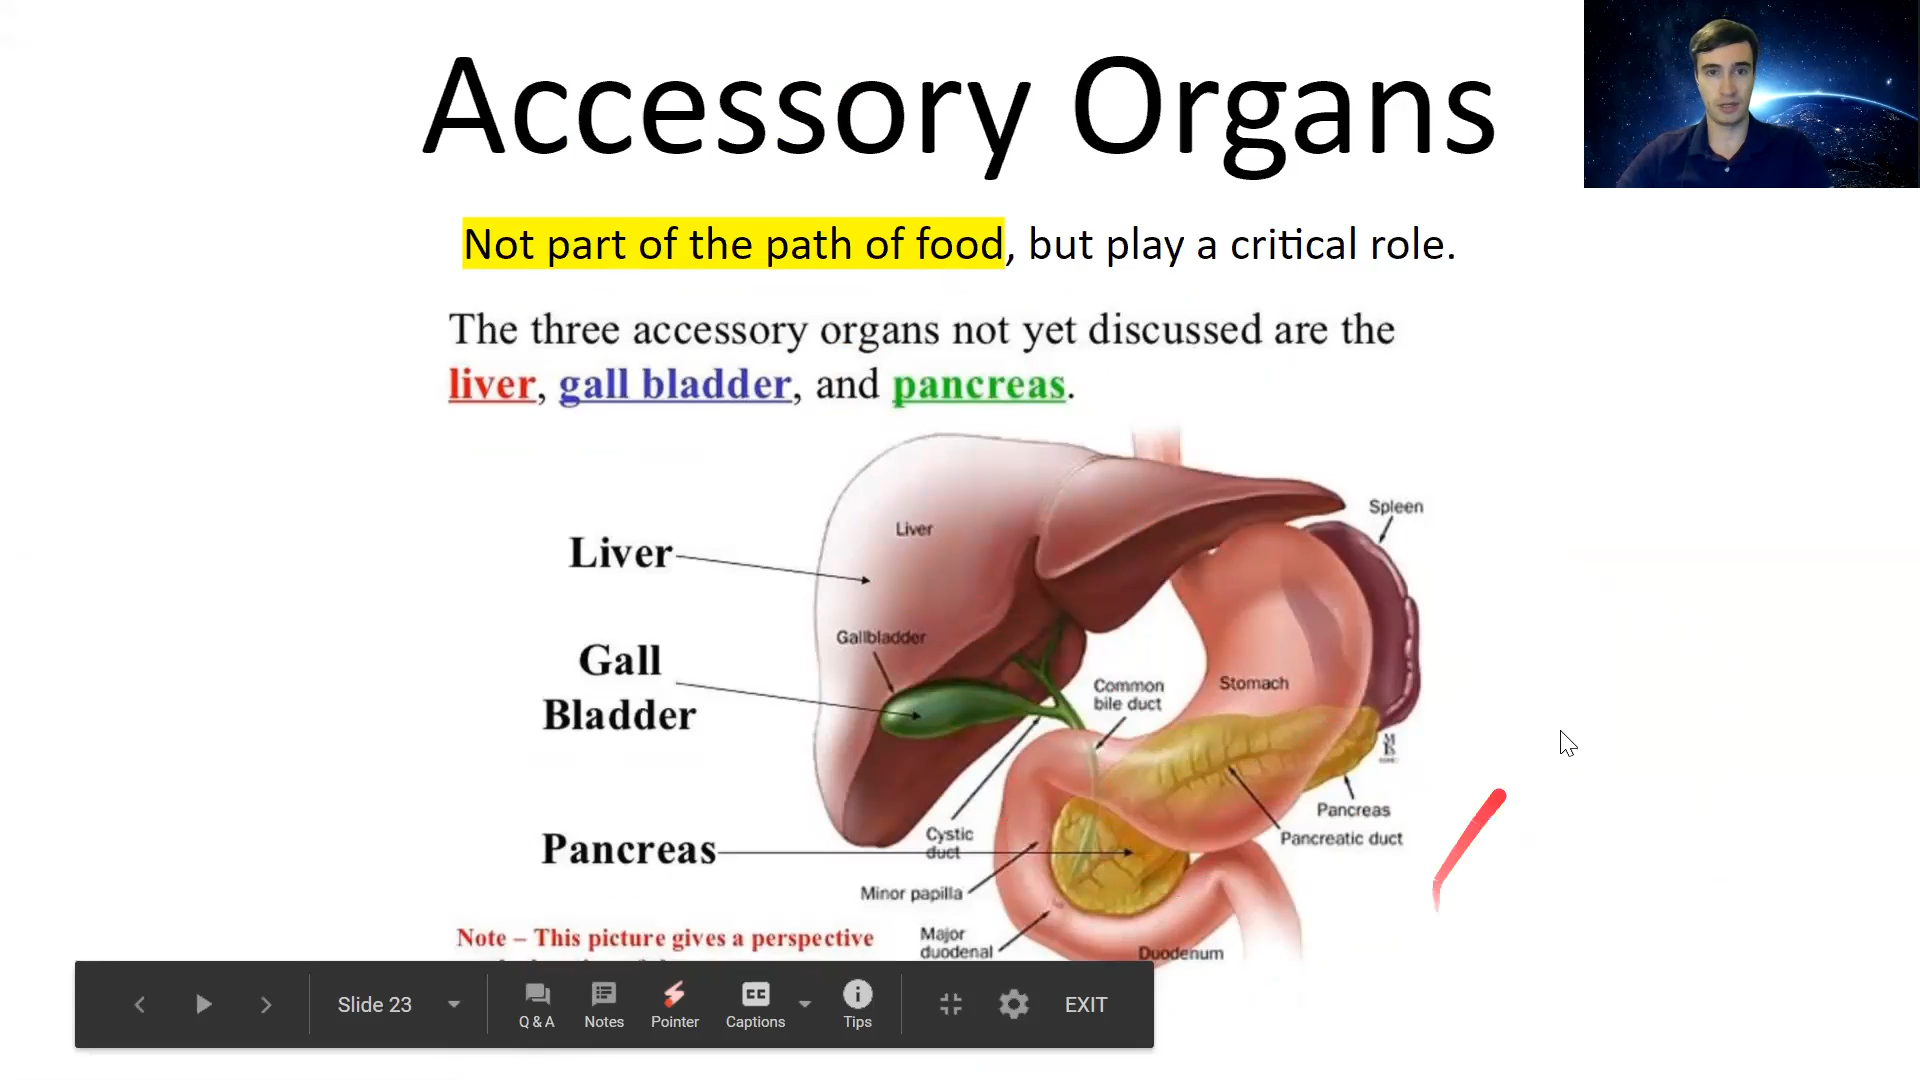 Accessory Organs
Not part of the path of food, but play a critical role.
The three accessory organs not yet discussed are the
liver, gall bladder, and pancreas.
Spleen
Liver
Liver
Gallbladder
Gall
Bladder
Common
bile duct
Stomach
Pancreas
Pancreatic duct
Cystic
duct
Pancreas
Minor papilla
Major
duodenal
Duodenum
Note – This picture gives a perspective
Slide 23
Q & A
Notes
Pointer
CC
Captions
Tips
EXIT